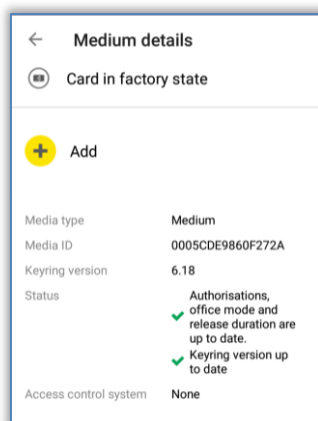 Medium details
Card in factory state
Add
Media type Medium
Media ID 0005CDE9860F272A
Keyring version 6.18
Status Authorisations,
office mode and
release duration are
up to date.
Keyring version up
to date
Access control system None